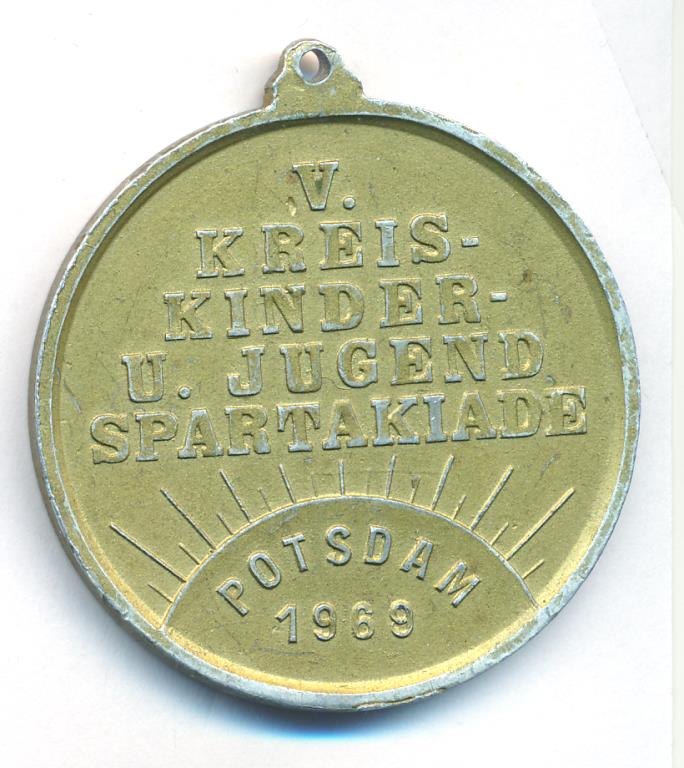 V.
KREIS-
KINDER-
U. JUGEND
SPARTAKIADE
POTSDAM
1969